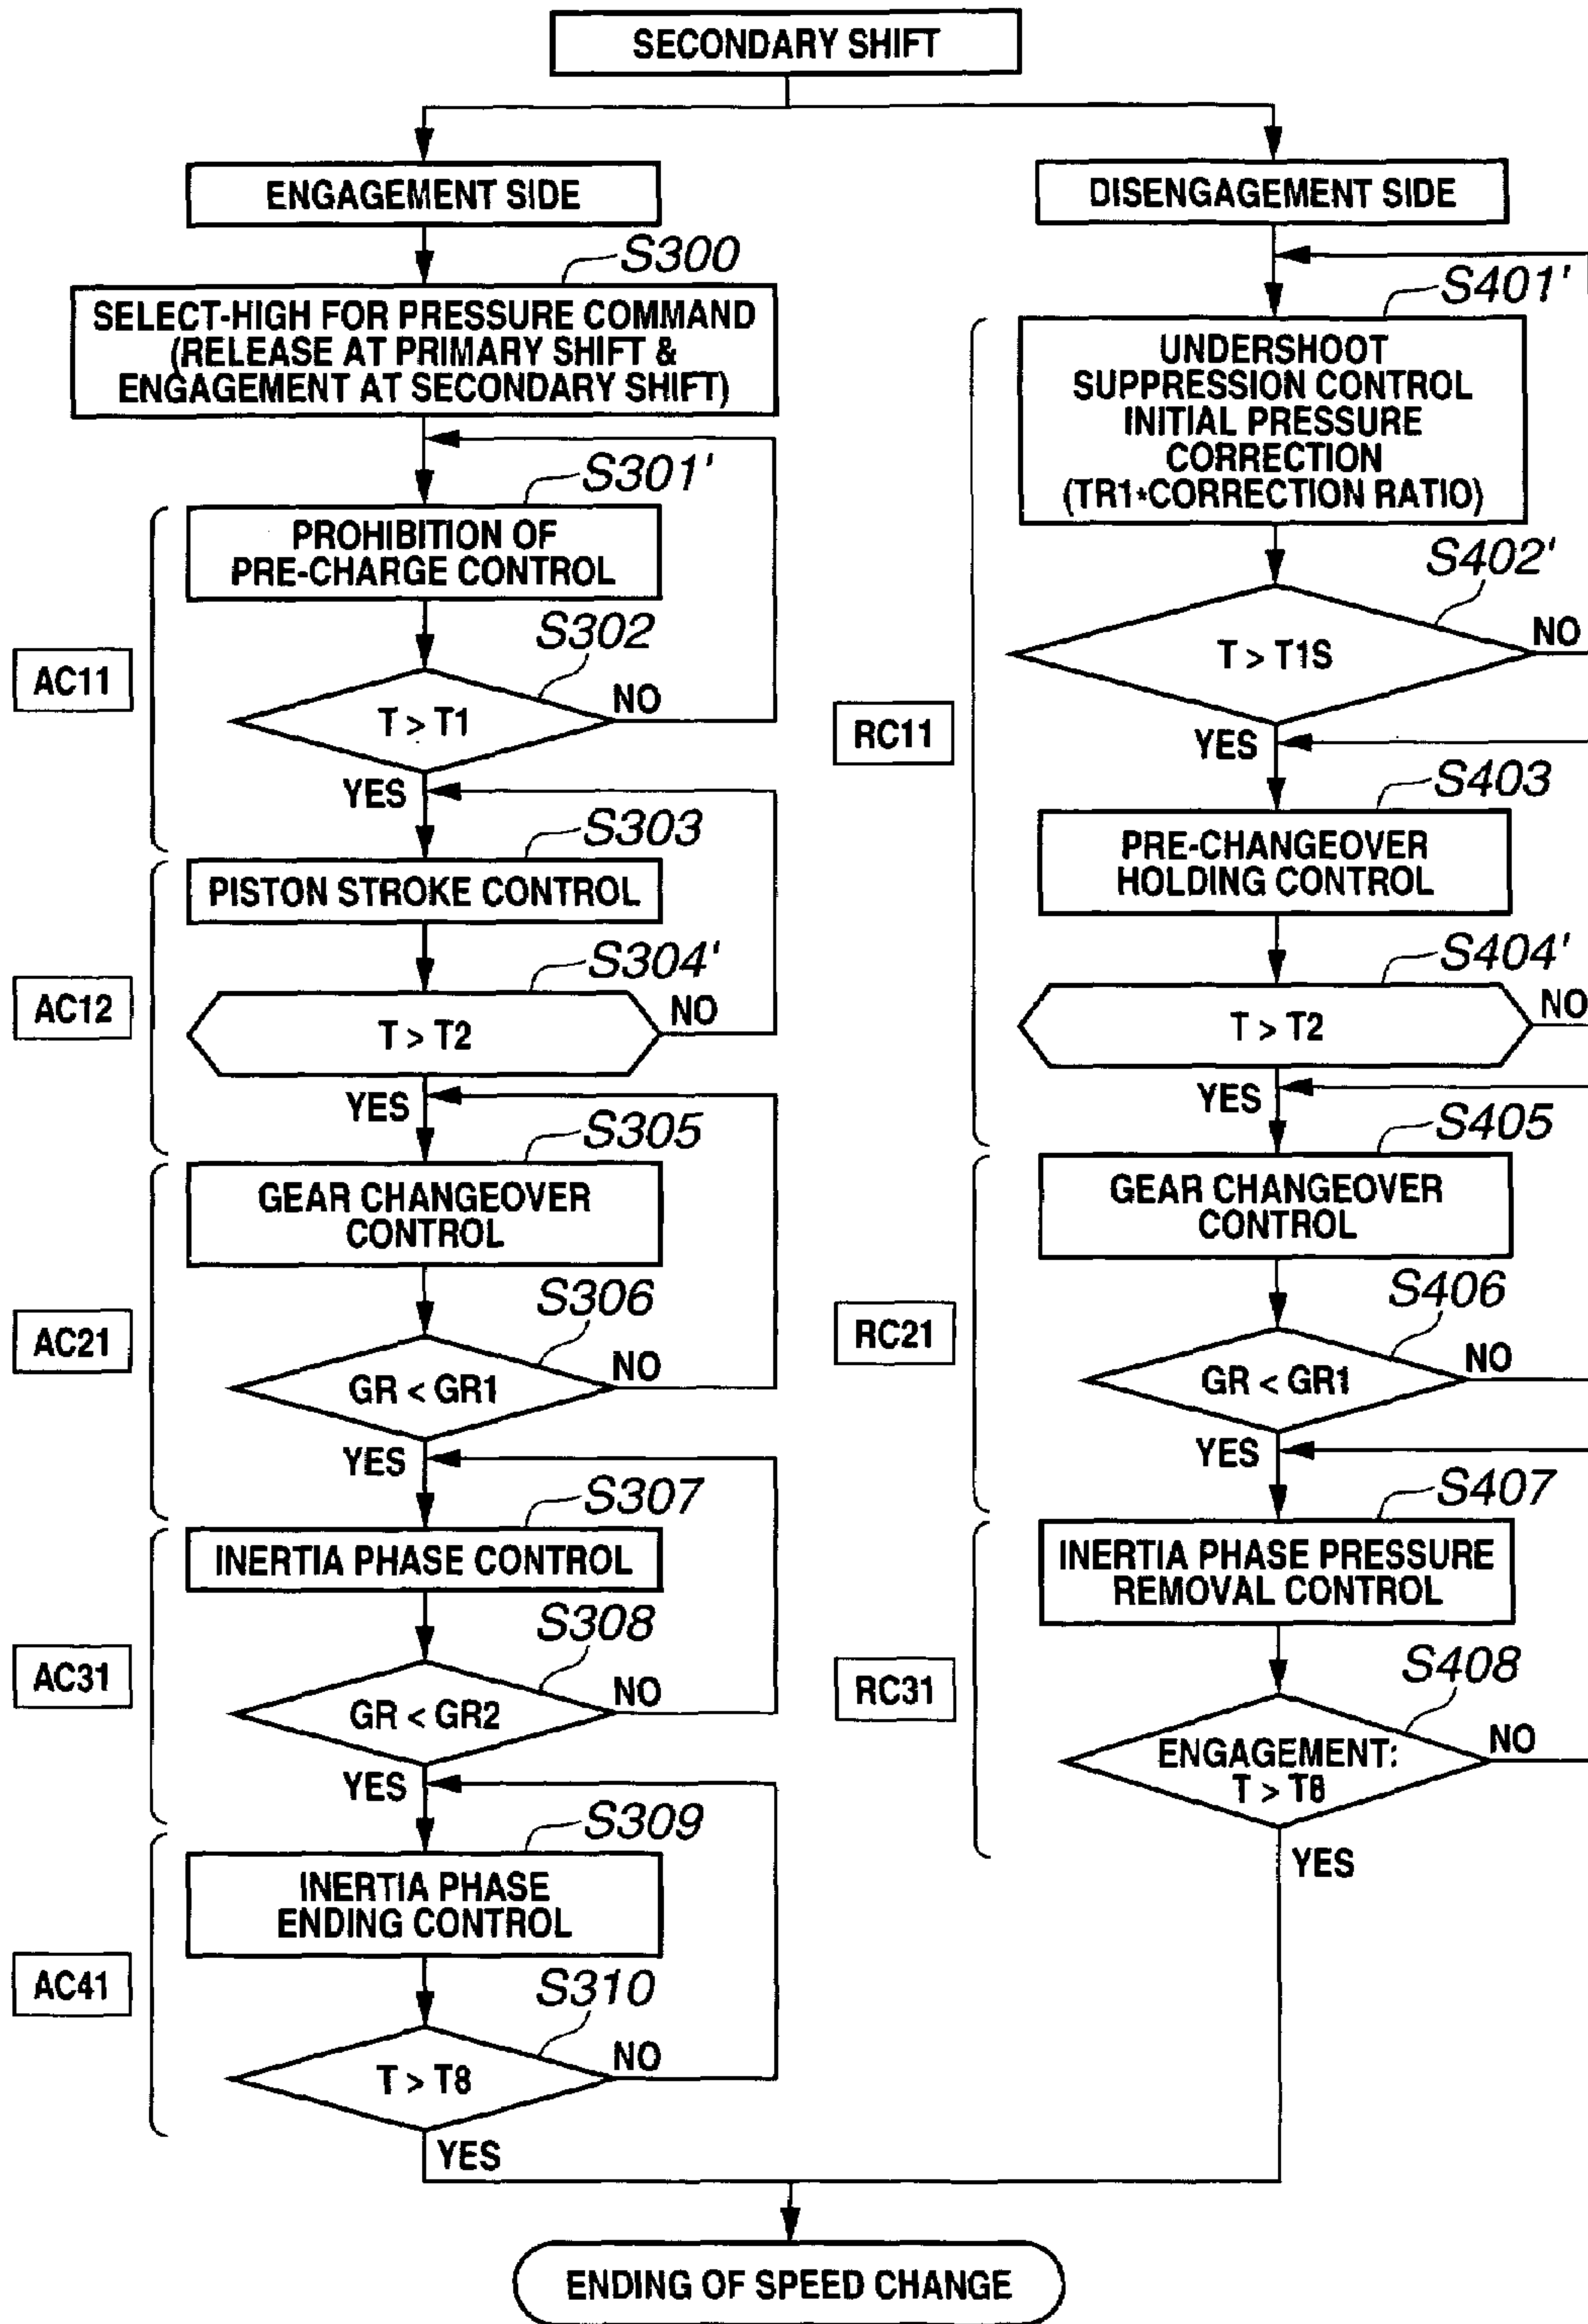 SECONDARY SHIFT
ENGAGEMENT SIDE
S300
SELECT-HIGH FOR PRESSURE COMMAND
(RELEASE AT PRIMARY SHIFT &
ENGAGEMENT AT SECONDARY SHIFT)
S301'
PROHIBITION OF
PRE-CHARGE CONTROL
S302
AC11
T > T1
NO
YES
S303
PISTON STROKE CONTROL
S304'
AC12
T > T2
NO
YES
S305
GEAR CHANGEOVER
CONTROL
S306
AC21
GR < GR1
NO
YES
S307
INERTIA PHASE CONTROL
S308
AC31
GR < GR2
NO
YES
S309
INERTIA PHASE
ENDING CONTROL
S310
AC41
T > T8
NO
YES
DISENGAGEMENT SIDE
S401'
UNDERSHOOT
SUPPRESSION CONTROL
INITIAL PRESSURE
CORRECTION
(TR1*CORRECTION RATIO)
S402'
T > T1S
NO
RC11
YES
S403
PRE-CHANGEOVER
HOLDING CONTROL
S404'
T > T2
NO
YES
S405
GEAR CHANGEOVER
CONTROL
S406
RC21
GR < GR1
NO
YES
S407
INERTIA PHASE PRESSURE
REMOVAL CONTROL
S408
RC31
ENGAGEMENT:
T > T8
NO
YES
ENDING OF SPEED CHANGE